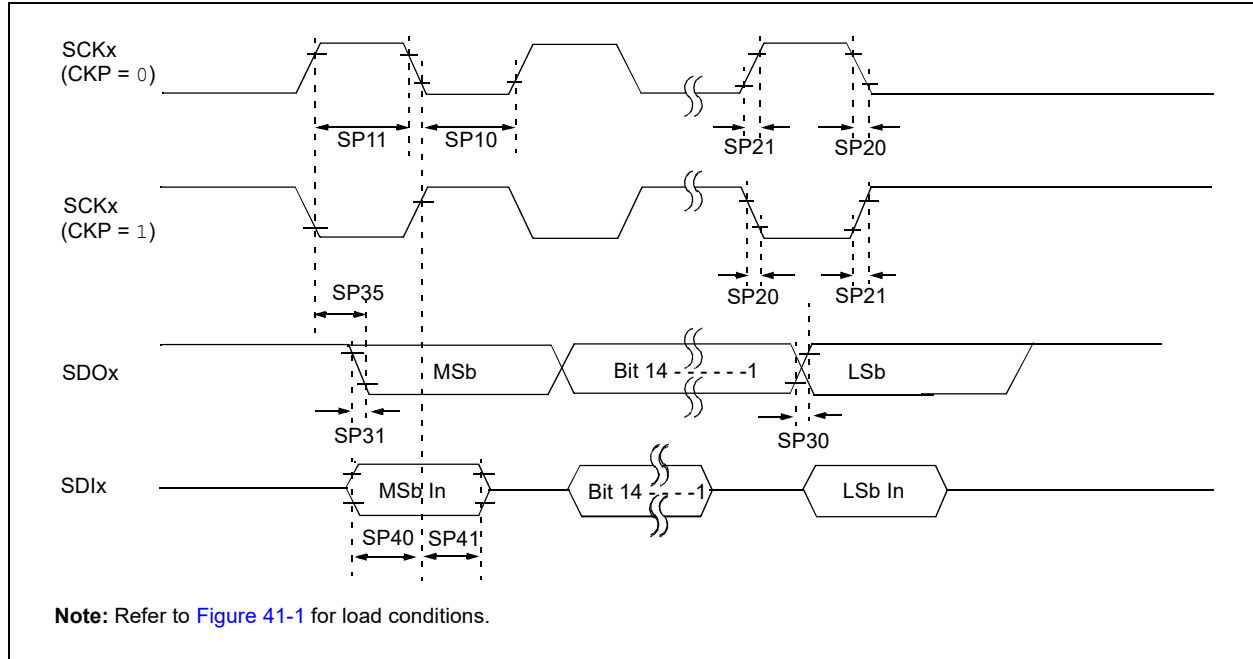 SCKx
(CKP = 0)
SP11
SP10
SP21
SP20
SCKx
(CKP = 1)
SP35
SP20
SP21
SDOx
MSb
Bit 14 - - - - - -1
LSb
SP31
SP30
SDIx
MSb In
Bit 14 - - - - -1
LSb In
SP40
SP41
Note: Refer to Figure 41-1 for load conditions.